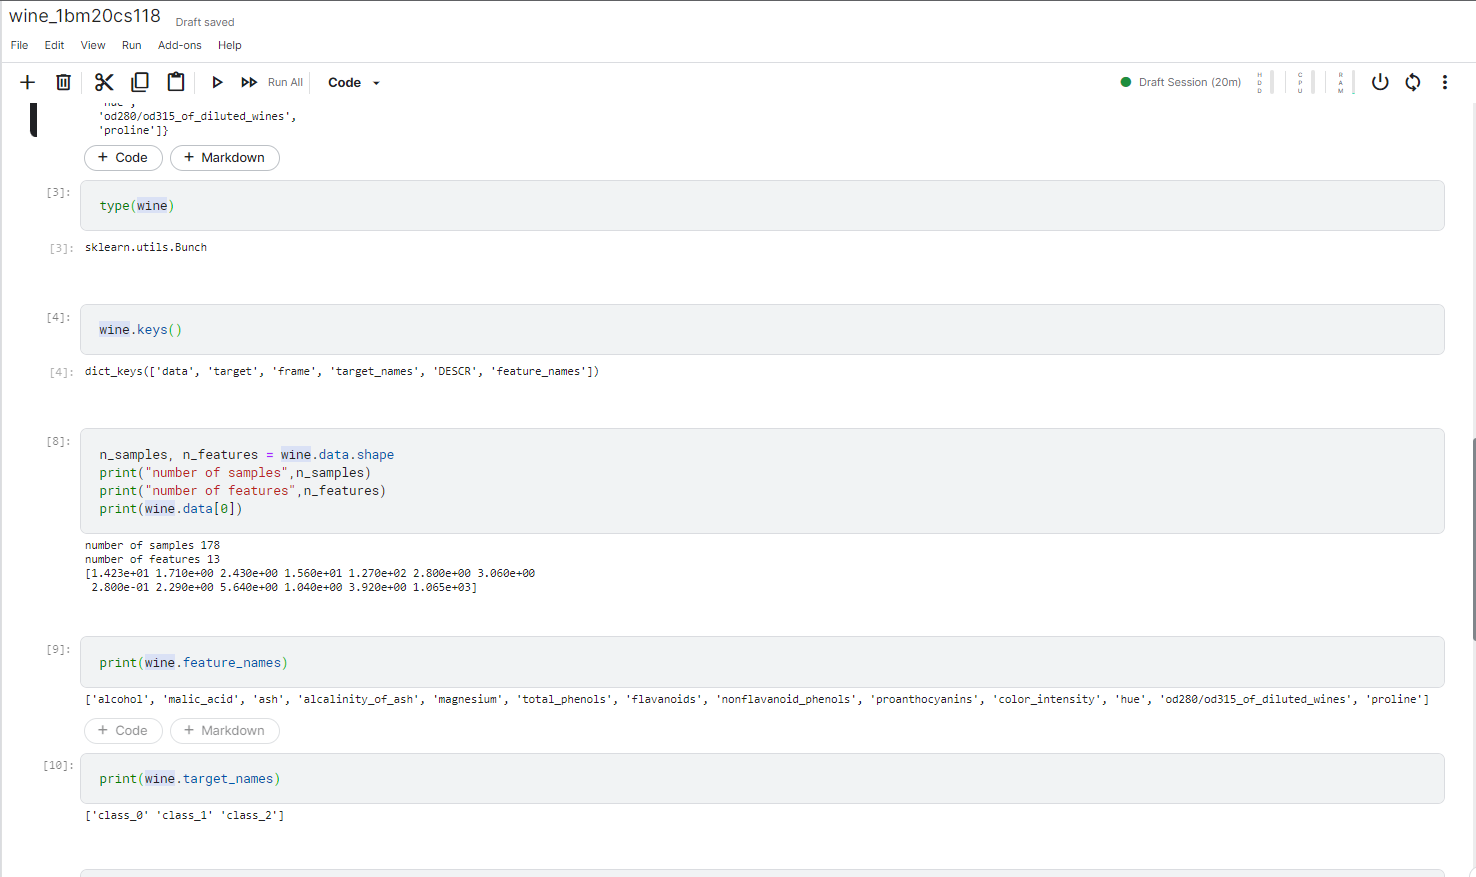 wine_1bm20cs118 Draft saved
File Edit View Run Add-ons Help
Run All Code Draft Session (20m) HDD CPU RAM
'hue',
'od280/od315_of_diluted_wines',
'proline']}
+ Code + Markdown
[3]:
type(wine)
[3]: sklearn.utils.Bunch
[4]:
wine.keys()
[4]: dict_keys(['data', 'target', 'frame', 'target_names', 'DESCR', 'feature_names'])
[8]:
n_samples, n_features = wine.data.shape
print("number of samples",n_samples)
print("number of features",n_features)
print(wine.data[0])
number of samples 178
number of features 13
[1.423e+01 1.710e+00 2.430e+00 1.560e+01 1.270e+02 2.800e+00 3.060e+00
2.800e-01 2.290e+00 5.640e+00 1.040e+00 3.920e+00 1.065e+03]
[9]:
print(wine.feature_names)
['alcohol', 'malic_acid', 'ash', 'alcalinity_of_ash', 'magnesium', 'total_phenols', 'flavanoids', 'nonflavanoid_phenols', 'proanthocyanins', 'color_intensity', 'hue', 'od280/od315_of_diluted_wines', 'proline']
+ Code + Markdown
[10]:
print(wine.target_names)
['class_0' 'class_1' 'class_2']